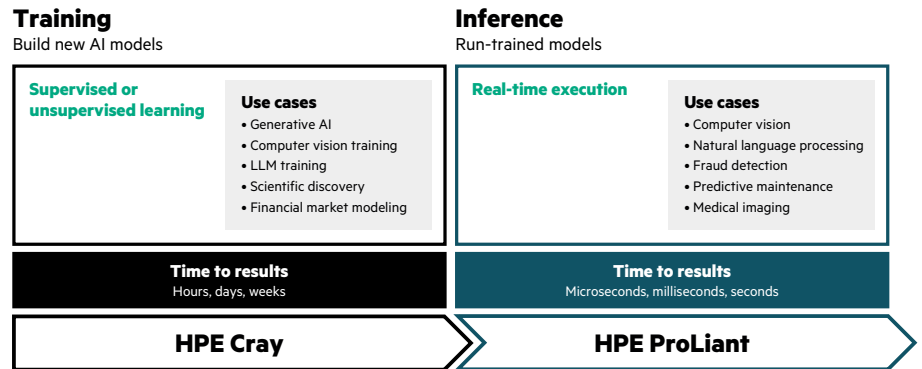 Training
Build new AI models
Supervised or
unsupervised learning
Use cases
• Generative AI
• Computer vision training
• LLM training
• Scientific discovery
• Financial market modeling
Time to results
Hours, days, weeks
HPE Cray
Inference
Run-trained models
Real-time execution
Use cases
• Computer vision
• Natural language processing
• Fraud detection
• Predictive maintenance
• Medical imaging
Time to results
Microseconds, milliseconds, seconds
HPE ProLiant